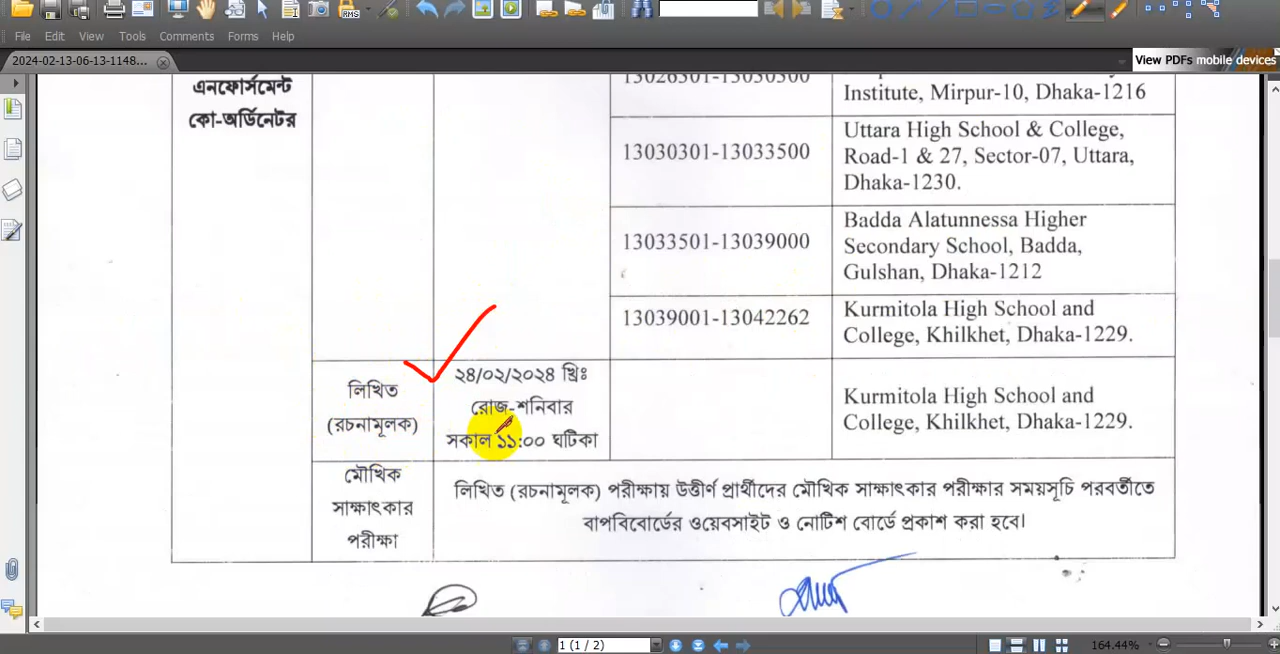 RMS
File Edit View Tools Comments Forms Help
2024-02-13-06-13-1148...
View PDFs mobile devices
এনফোর্সমেন্ট
কো-অর্ডিনেটর
13026501-13030300
Institute, Mirpur-10, Dhaka-1216
13030301-13033500
Uttara High School & College,
Road-1 & 27, Sector-07, Uttara,
Dhaka-1230.
13033501-13039000
Badda Alatunnessa Higher
Secondary School, Badda,
Gulshan, Dhaka-1212
13039001-13042262
Kurmitola High School and
College, Khilkhet, Dhaka-1229.
লিখিত
(রচনামূলক)
২৪/০২/২০২৪ খ্রিঃ
রোজ-শনিবার
সকাল ১১:০০ ঘটিকা
Kurmitola High School and
College, Khilkhet, Dhaka-1229.
মৌখিক
সাক্ষাৎকার
পরীক্ষা
লিখিত (রচনামূলক) পরীক্ষায় উত্তীর্ণ প্রার্থীদের মৌখিক সাক্ষাৎকার পরীক্ষার সময়সূচি পরবর্তীতে
বাপবিবোর্ডের ওয়েবসাইট ও নোটিশ বোর্ডে প্রকাশ করা হবে।
1 (1 / 2)
164.44%